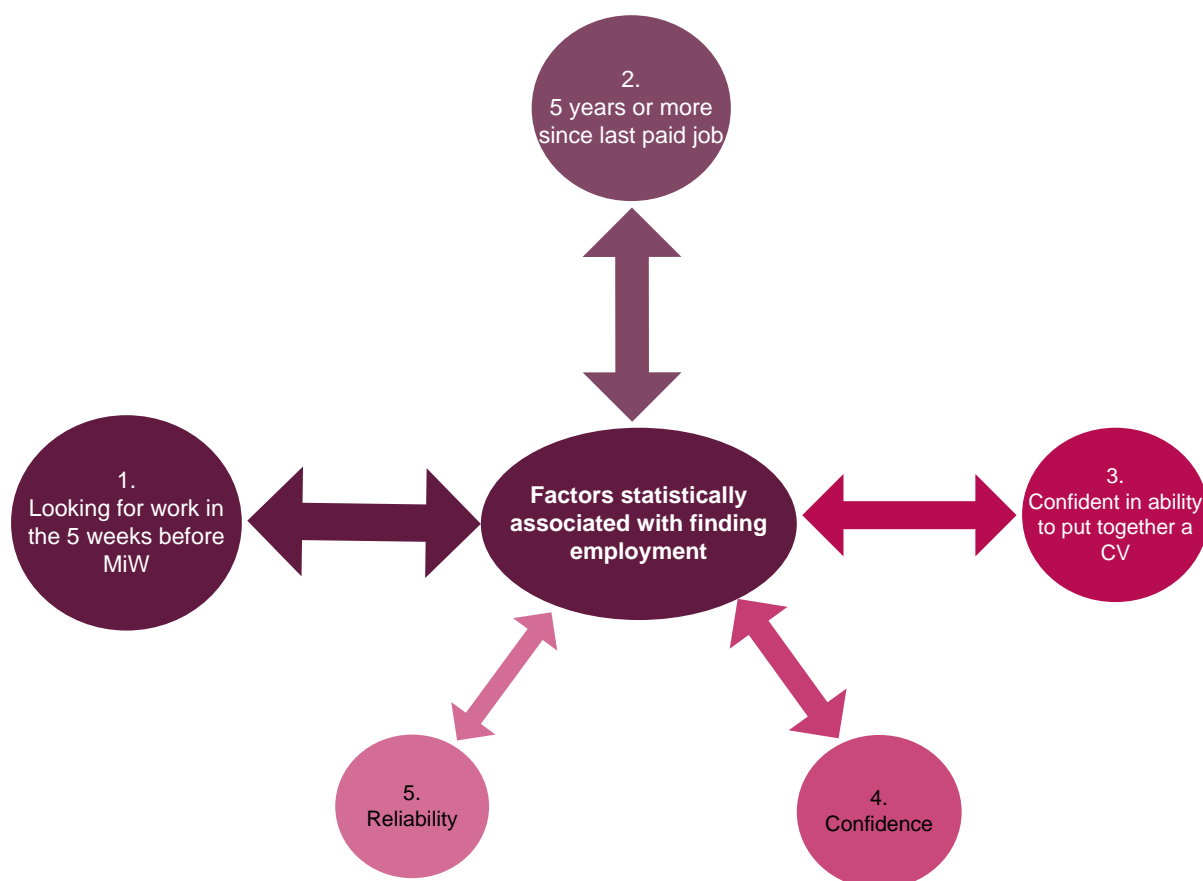 2.
5 years or more
since last paid job
1.
Looking for work in
the 5 weeks before
MiW
Factors statistically
associated with finding
employment
3.
Confident in ability
to put together a
CV
5.
Reliability
4.
Confidence